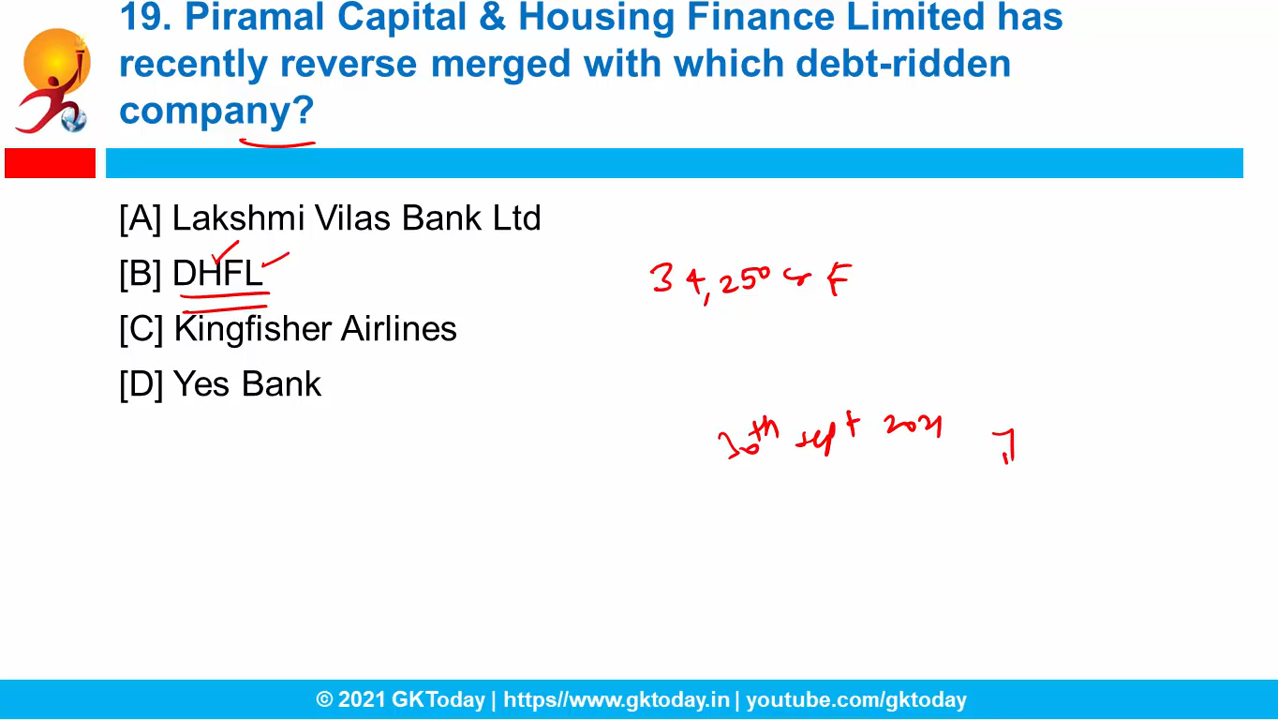 19. Piramal Capital & Housing Finance Limited has
recently reverse merged with which debt-ridden
company?
[A] Lakshmi Vilas Bank Ltd
[B] DHFL
34,250 cr
[C] Kingfisher Airlines
[D] Yes Bank
30th sept 2021
© 2021 GKToday | https//www.gktoday.in | youtube.com/gktoday